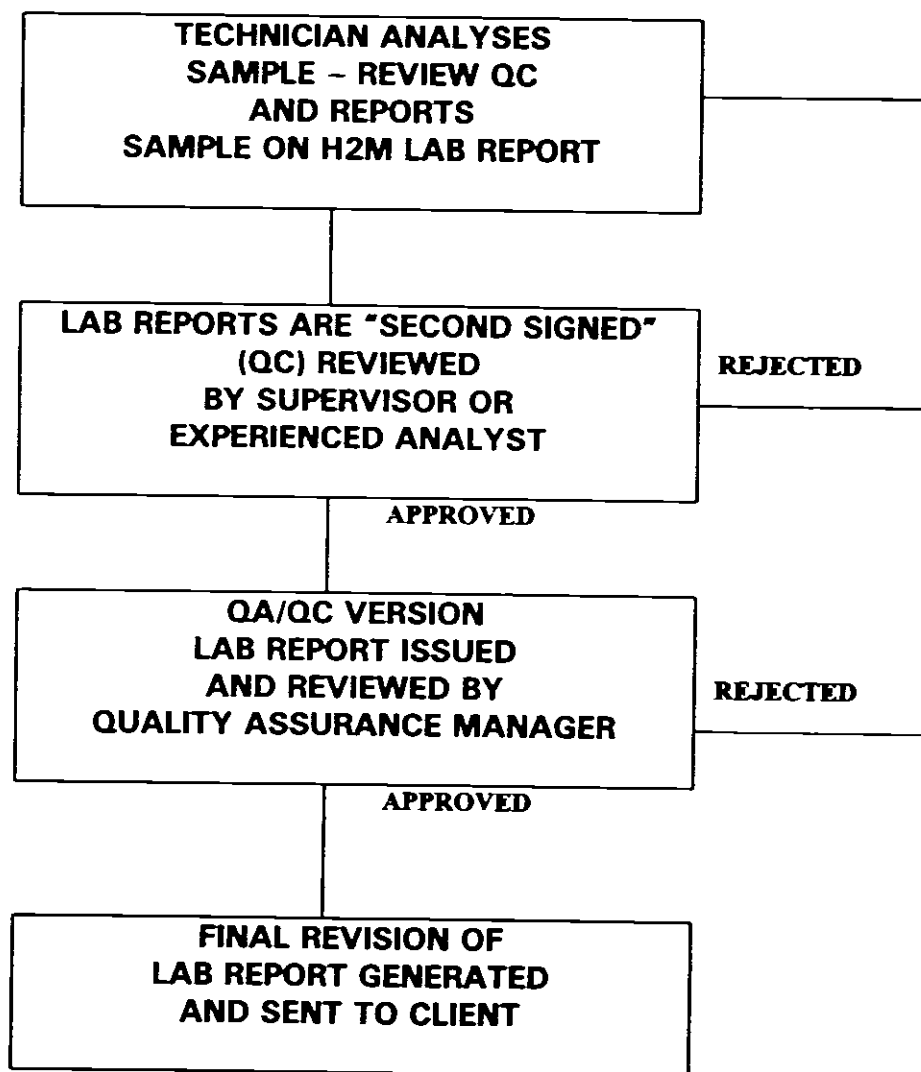 TECHNICIAN ANALYSES
SAMPLE – REVIEW QC
AND REPORTS
SAMPLE ON H2M LAB REPORT
LAB REPORTS ARE "SECOND SIGNED"
(QC) REVIEWED
BY SUPERVISOR OR
EXPERIENCED ANALYST
REJECTED
APPROVED
QA/QC VERSION
LAB REPORT ISSUED
AND REVIEWED BY
QUALITY ASSURANCE MANAGER
REJECTED
APPROVED
FINAL REVISION OF
LAB REPORT GENERATED
AND SENT TO CLIENT